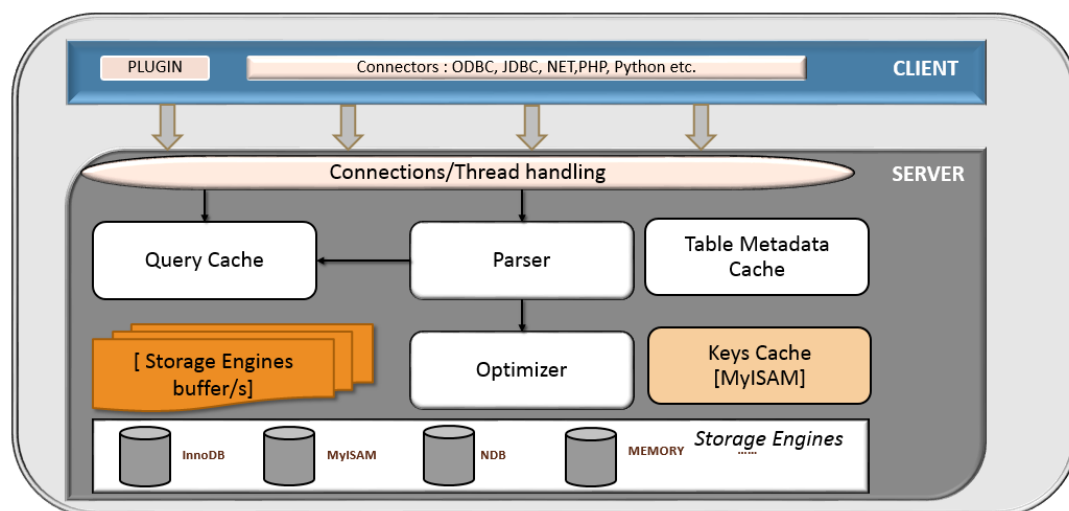 PLUGIN
Connectors : ODBC, JDBC, NET,PHP, Python etc.
CLIENT
Connections/Thread handling
SERVER
Query Cache
Parser
Table Metadata
Cache
[ Storage Engines
buffer/s]
Optimizer
Keys Cache
[MyISAM]
Storage Engines
InnoDB
MyISAM
NDB
MEMORY
......